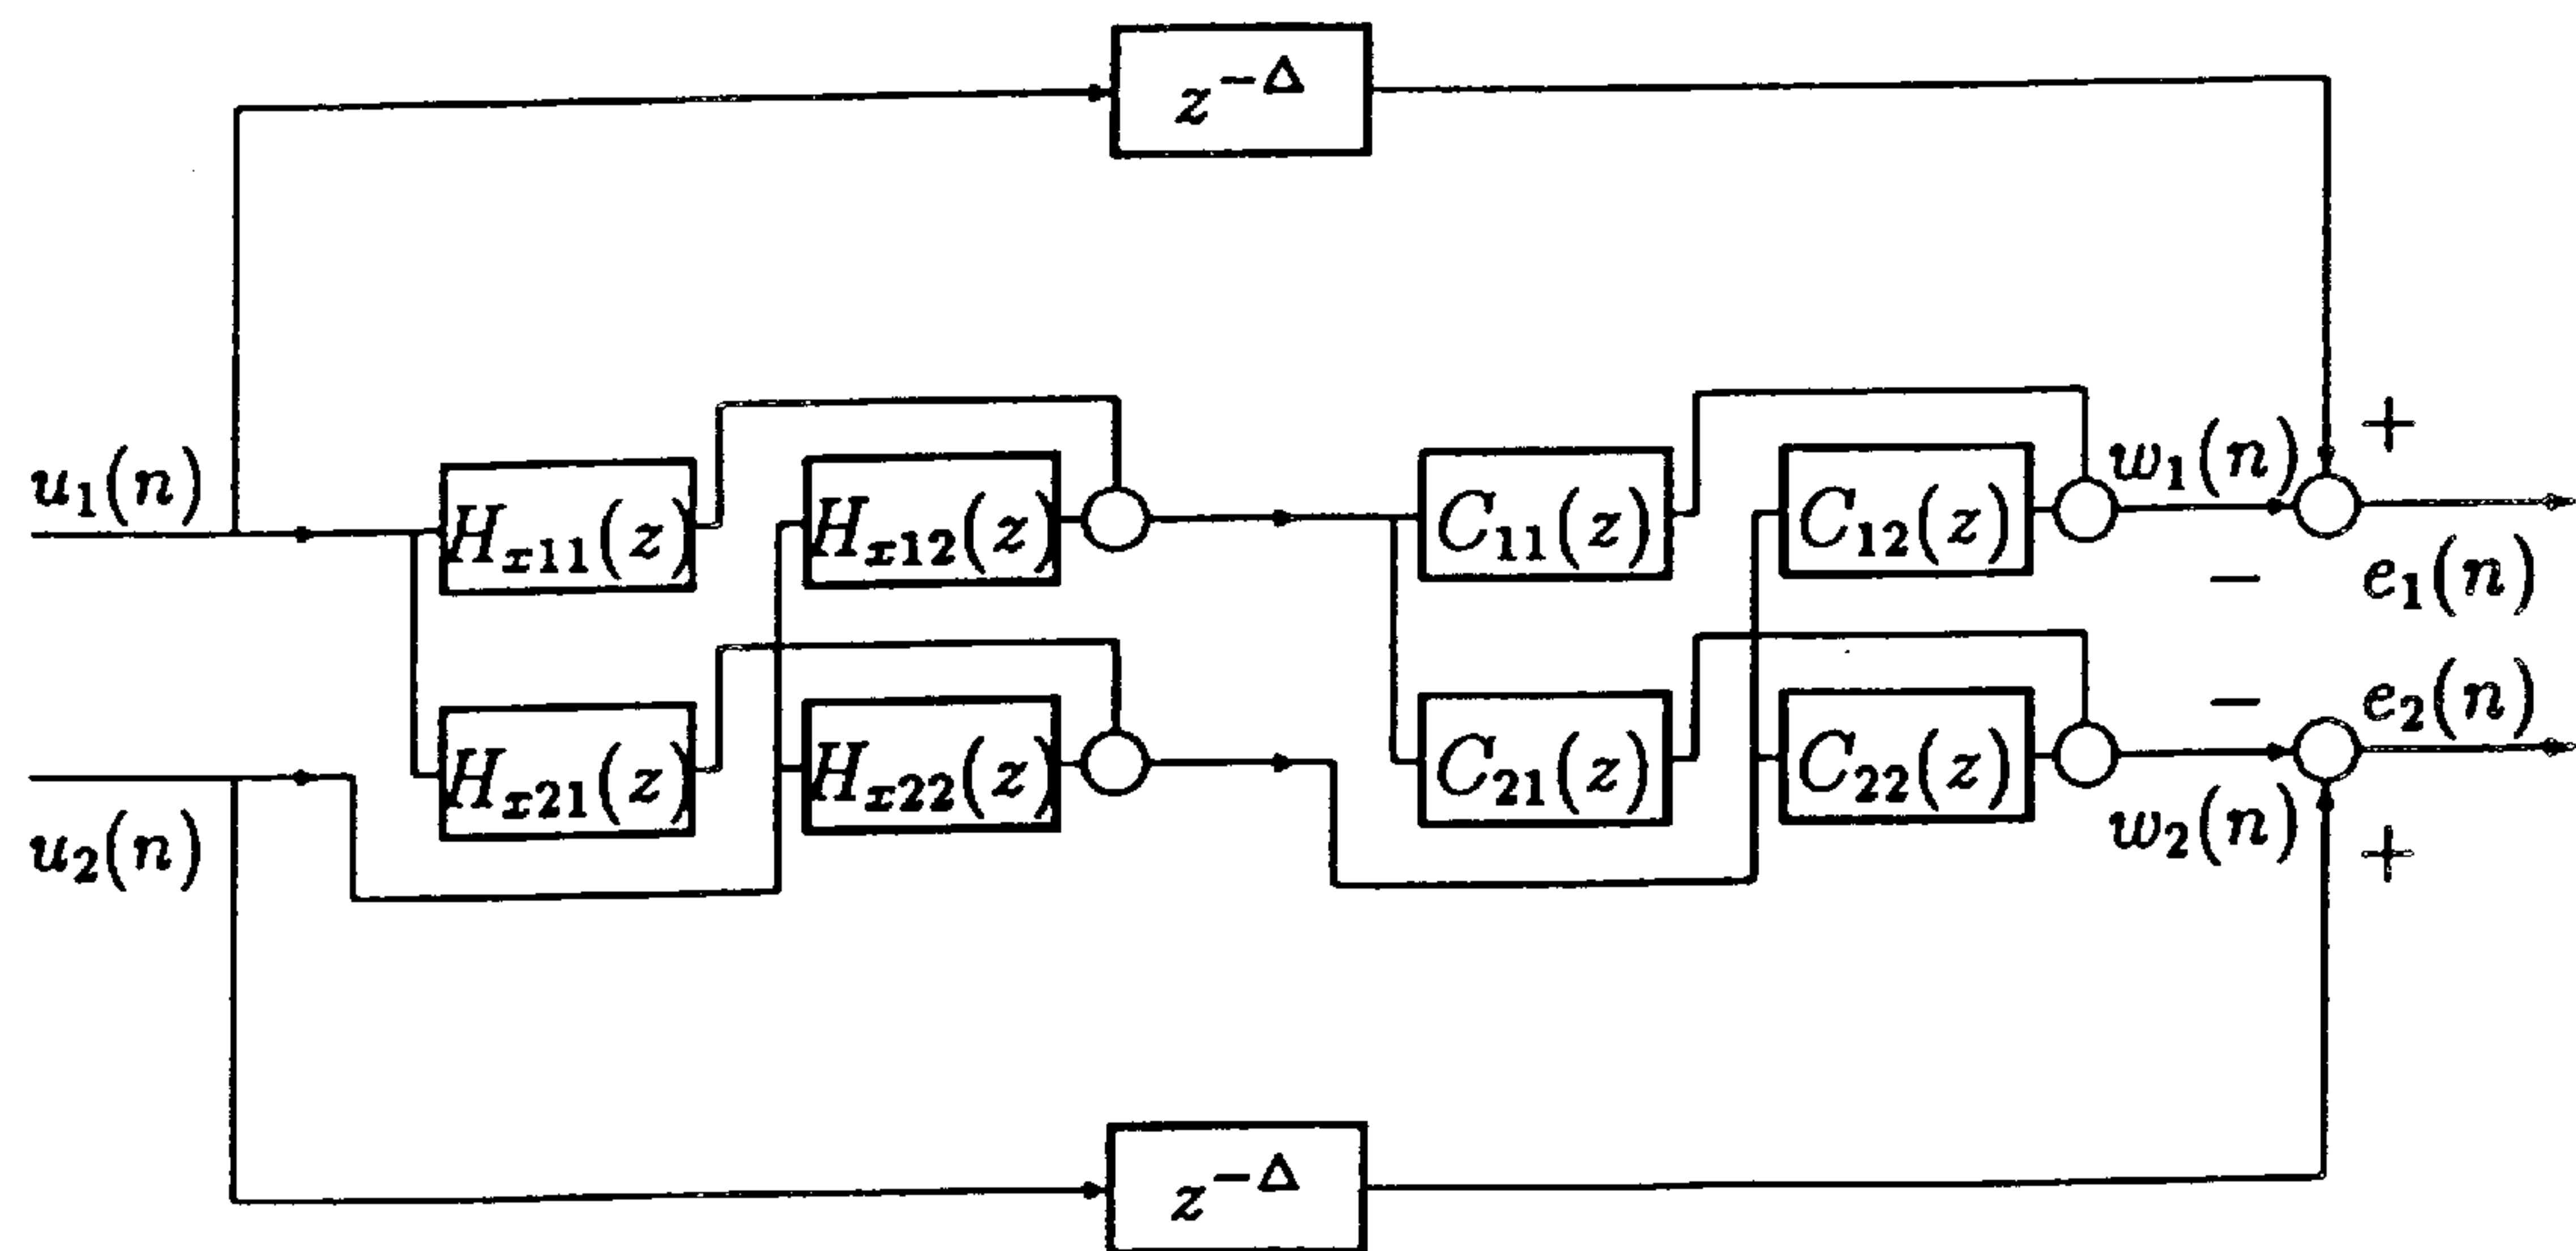 z^{-Δ}
u_1(n)
H_{x11}(z)
H_{x12}(z)
C_{11}(z)
C_{12}(z)
w_1(n)
+
−
e_1(n)
H_{x21}(z)
H_{x22}(z)
C_{21}(z)
C_{22}(z)
−
e_2(n)
u_2(n)
w_2(n)
+
z^{-Δ}